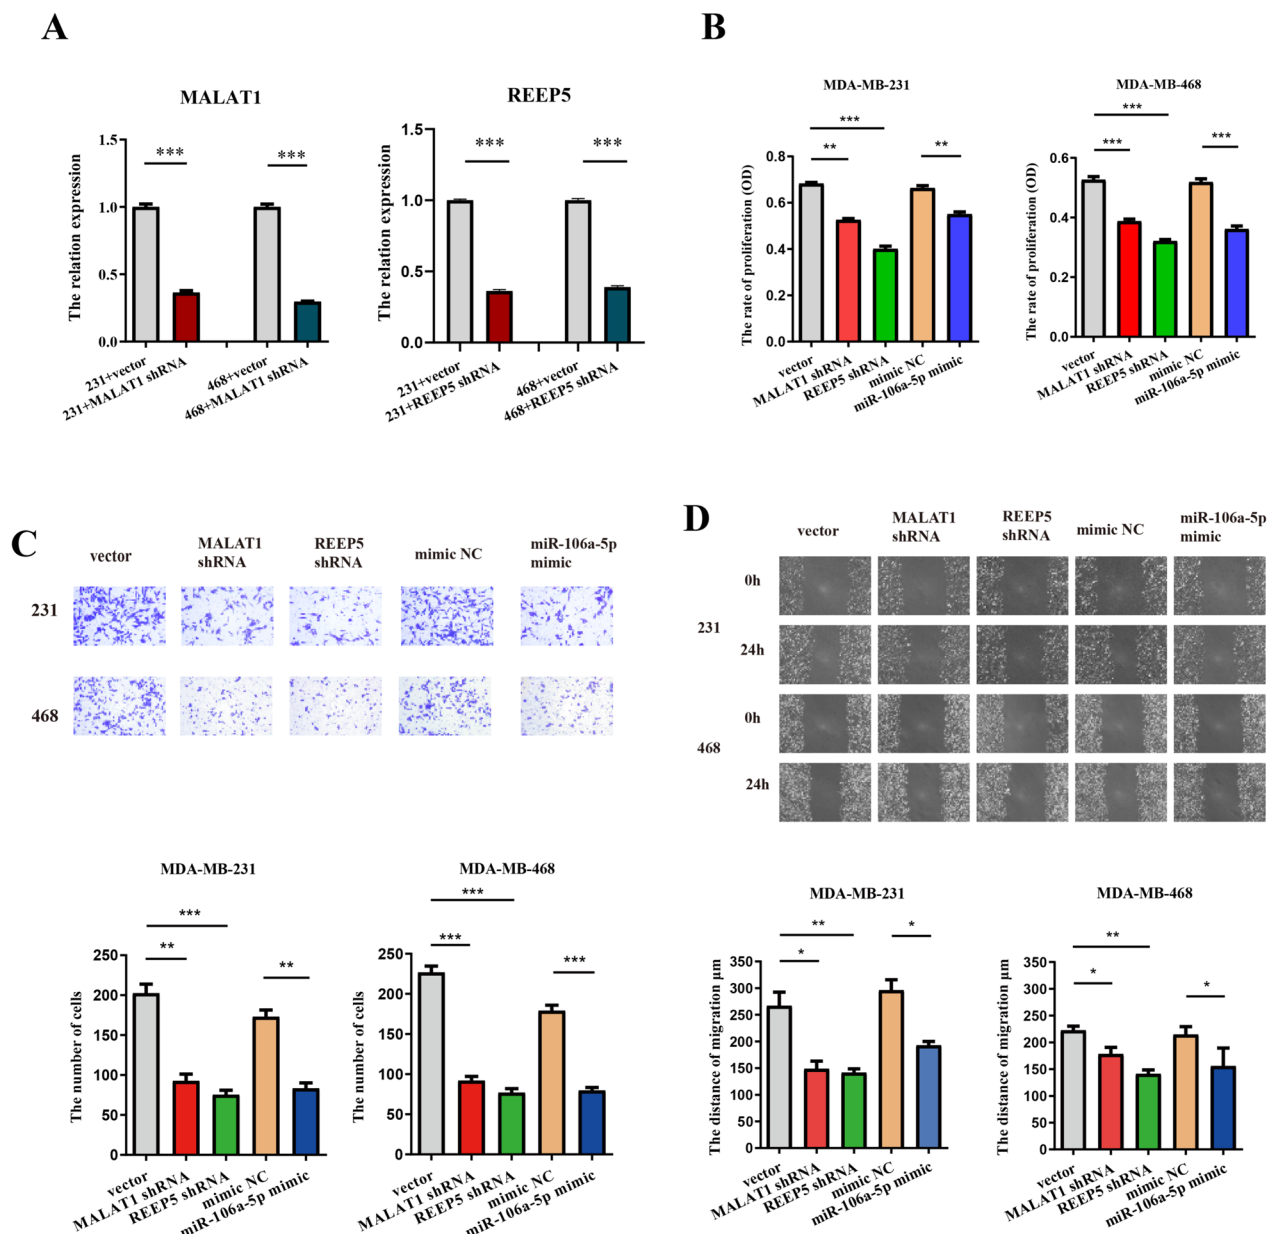 A
MALAT1
The relation expression
1.5
1.0
0.5
0.0
***
***
231+vector
231+MALAT1 shRNA
468+vector
468+MALAT1 shRNA
REEP5
The relation expression
1.5
1.0
0.5
0.0
***
***
231+vector
231+REEP5 shRNA
468+vector
468+REEP5 shRNA
B
MDA-MB-231
The rate of proliferation (OD)
0.8
0.6
0.4
0.2
0.0
***
**
**
vector
MALAT1 shRNA
REEP5 shRNA
mimic NC
miR-106a-5p mimic
MDA-MB-468
The rate of proliferation (OD)
0.6
0.4
0.2
0.0
***
***
***
vector
MALAT1 shRNA
REEP5 shRNA
mimic NC
miR-106a-5p mimic
C
vector
MALAT1
shRNA
REEP5
shRNA
mimic NC
miR-106a-5p
mimic
231
468
MDA-MB-231
The number of cells
250
200
150
100
50
0
***
**
**
vector
MALAT1 shRNA
REEP5 shRNA
mimic NC
miR-106a-5p mimic
MDA-MB-468
The number of cells
250
200
150
100
50
0
***
***
***
vector
MALAT1 shRNA
REEP5 shRNA
mimic NC
miR-106a-5p mimic
D
vector
MALAT1
shRNA
REEP5
shRNA
mimic NC
miR-106a-5p
mimic
231
0h
24h
468
0h
24h
MDA-MB-231
The distance of migration µm
350
300
250
200
150
100
50
0
**
*
*
vector
MALAT1 shRNA
REEP5 shRNA
mimic NC
miR-106a-5p mimic
MDA-MB-468
The distance of migration µm
350
300
250
200
150
100
50
0
**
*
*
vector
MALAT1 shRNA
REEP5 shRNA
mimic NC
miR-106a-5p mimic